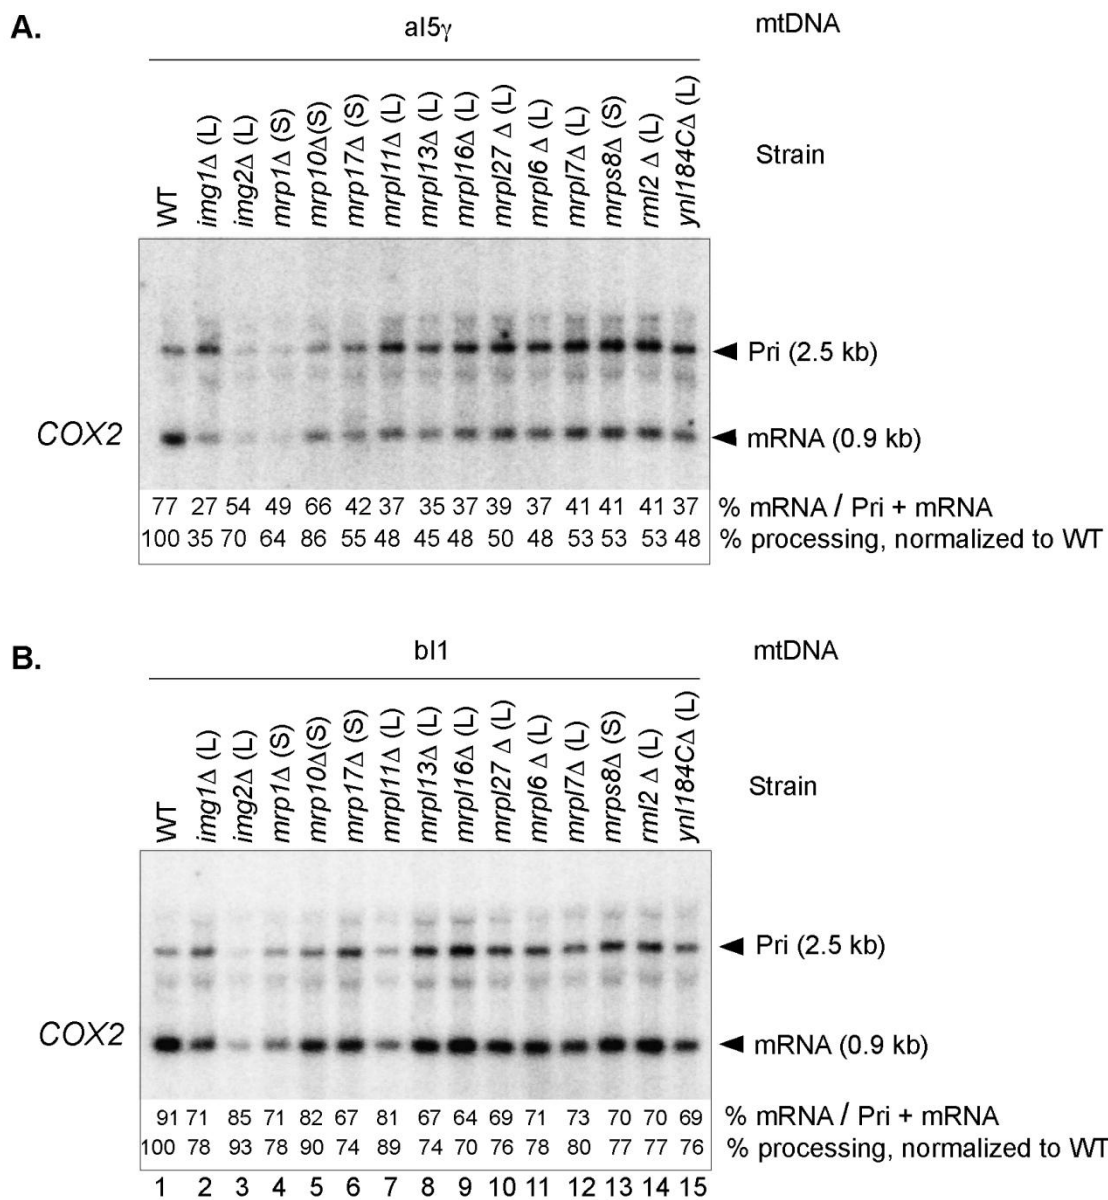 A.
aI5γ
mtDNA
WT
img1Δ (L)
img2Δ (L)
mrp1Δ (S)
mrp10Δ(S)
mrp17Δ (S)
mrpl11Δ (L)
mrpl13Δ (L)
mrpl16Δ (L)
mrpl27 Δ (L)
mrpl6 Δ (L)
mrpl7Δ (L)
mrps8Δ (S)
rml2 Δ (L)
ynl184CΔ (L)
Strain
Pri (2.5 kb)
COX2
mRNA (0.9 kb)
77 27 54 49 66 42 37 35 37 39 37 41 41 41 37 % mRNA / Pri + mRNA
100 35 70 64 86 55 48 45 48 50 48 53 53 53 48 % processing, normalized to WT
B.
bI1
mtDNA
WT
img1Δ (L)
img2Δ (L)
mrp1Δ (S)
mrp10Δ(S)
mrp17Δ (S)
mrpl11Δ (L)
mrpl13Δ (L)
mrpl16Δ (L)
mrpl27 Δ (L)
mrpl6 Δ (L)
mrpl7Δ (L)
mrps8Δ (S)
rml2 Δ (L)
ynl184CΔ (L)
Strain
Pri (2.5 kb)
COX2
mRNA (0.9 kb)
91 71 85 71 82 67 81 67 64 69 71 73 70 70 69 % mRNA / Pri + mRNA
100 78 93 78 90 74 89 74 70 76 78 80 77 77 76 % processing, normalized to WT
1 2 3 4 5 6 7 8 9 10 11 12 13 14 15